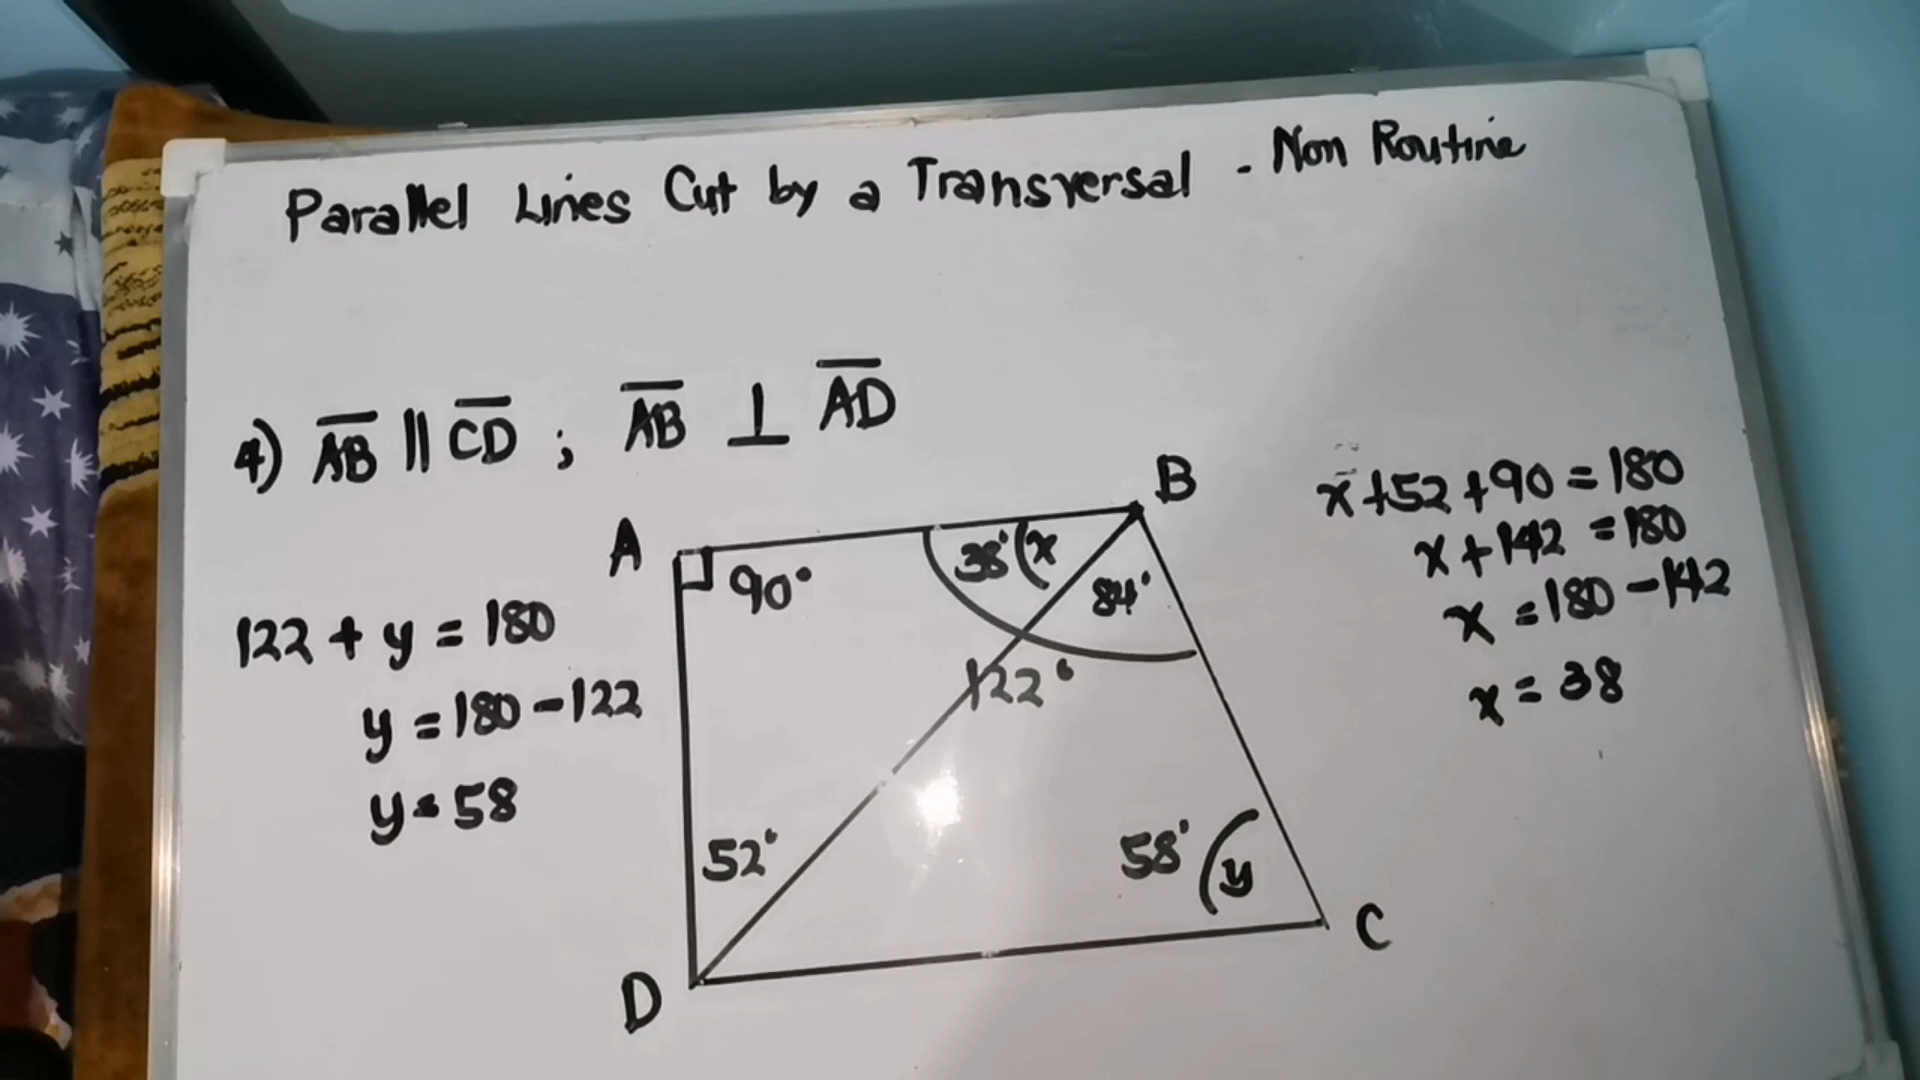 Parallel Lines Cut by a Transversal - Non Routine
4) AB || CD ; AB ⊥ AD
A
B
90°
38° x
84°
122°
52°
58° y
D
C
122 + y = 180
y = 180 - 122
y = 58
x + 52 + 90 = 180
x + 142 = 180
x = 180 - 142
x = 38